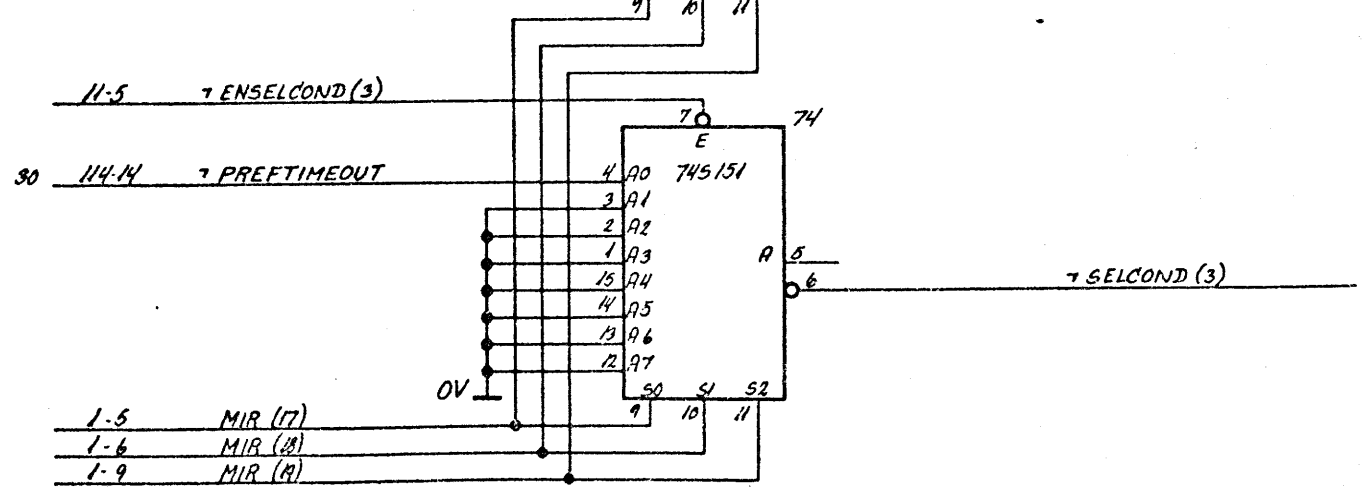 9 10 11
11-5 ¬ ENSELCOND (3)
7 74
E
30 114-14 ¬ PREFTIMEOUT 4 A0 74S151
3 A1
2 A2
1 A3
A 5
15 A4
6 ¬ SELCOND (3)
14 A5
13 A6
12 A7
0V S0 S1 S2
9 10 11
1-5 MIR (17)
1-6 MIR (18)
1-9 MIR (19)